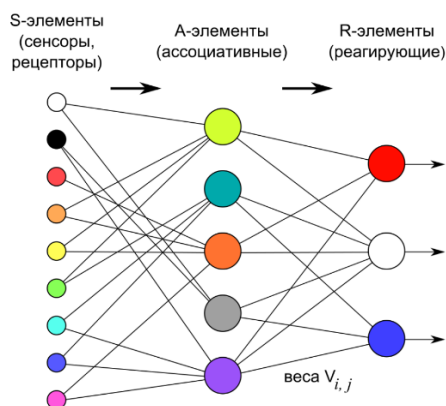 S-элементы
(сенсоры,
рецепторы)
A-элементы
(ассоциативные)
R-элементы
(реагирующие)
веса V_{i,j}